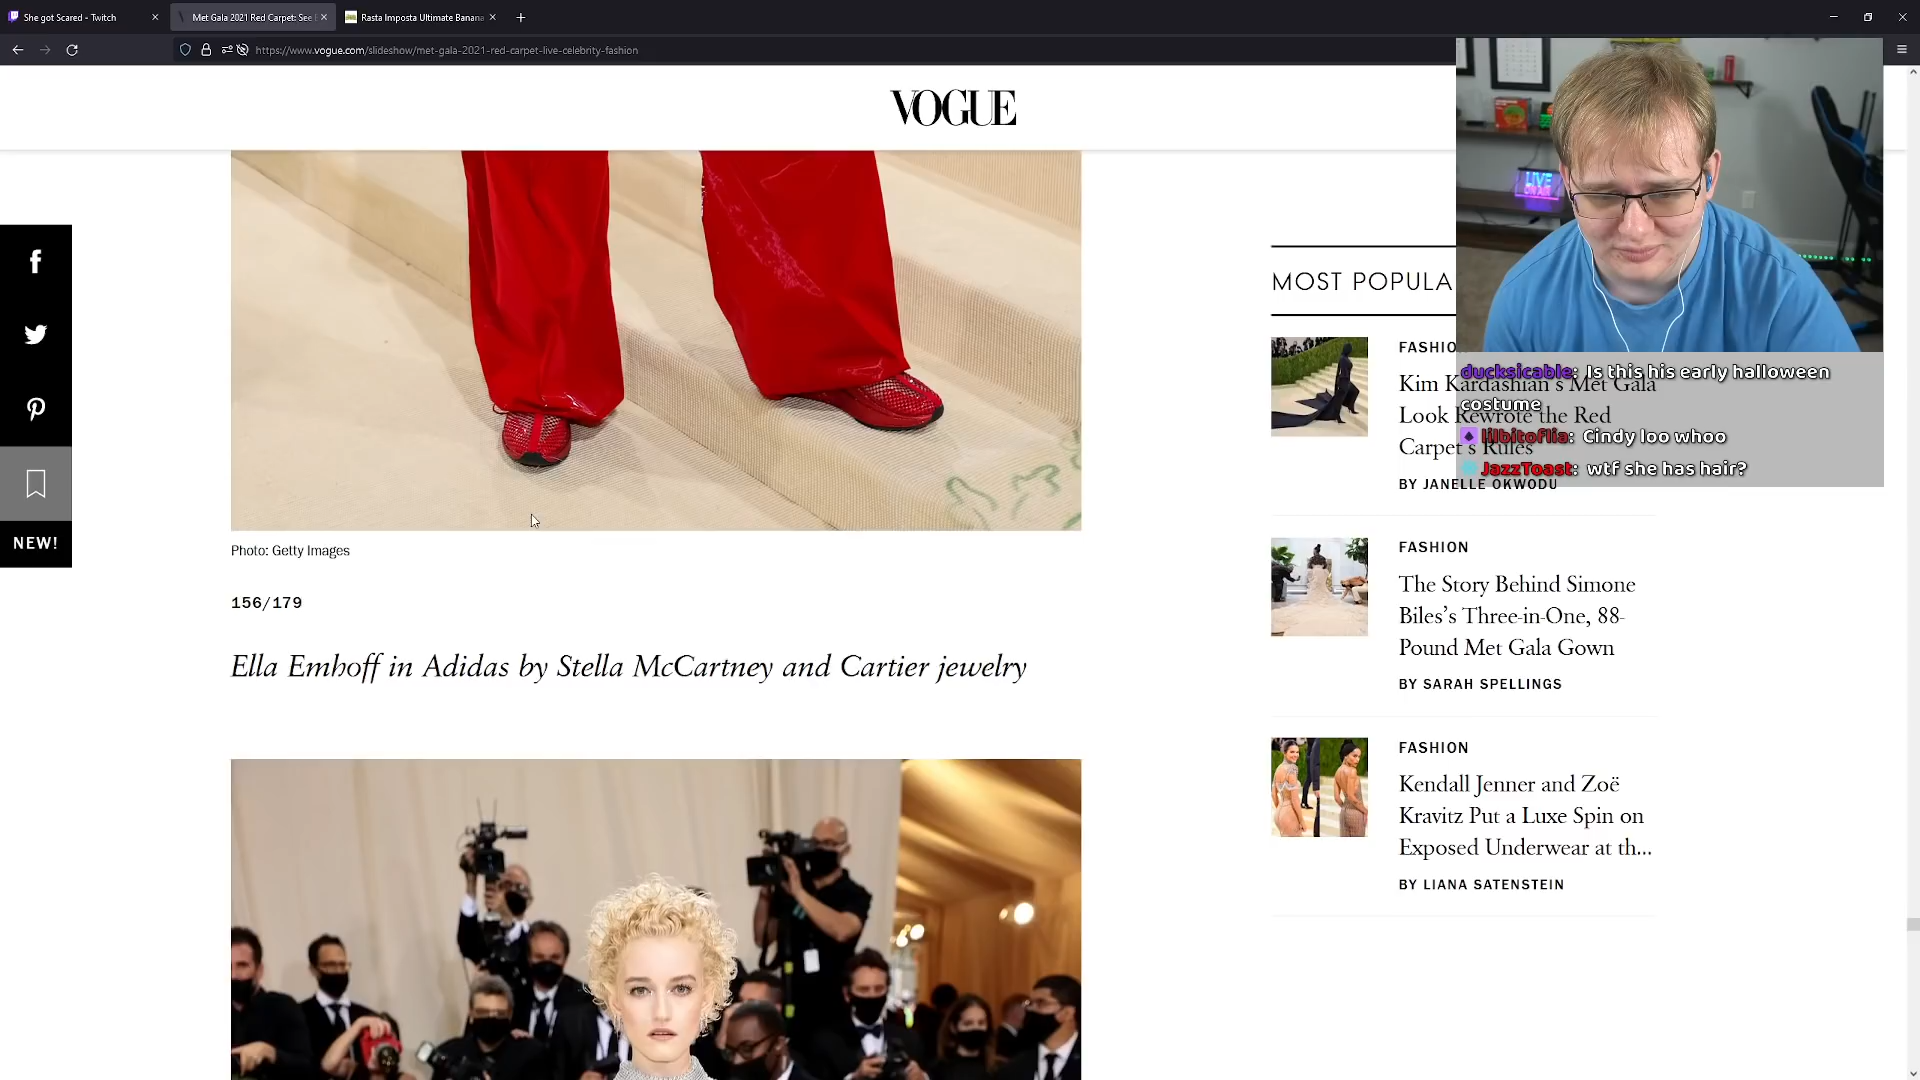 She got Scared - Twitch
Met Gala 2021 Red Carpet: See
Rasta Imposta Ultimate Banana
https://www.vogue.com/slideshow/met-gala-2021-red-carpet-live-celebrity-fashion
VOGUE
NEW!
Photo: Getty Images
156/179
Ella Emhoff in Adidas by Stella McCartney and Cartier jewelry
LIVE
MOST POPULA
FASHIO
Kim Kardashian's Met Gala
Look Rewrote the Red
Carpet's Rules
BY JANELLE OKWODU
ducksicable: Is this his early halloween
costume
lilbitoflia: Cindy loo whoo
JazzToast: wtf she has hair?
FASHION
The Story Behind Simone
Biles's Three-in-One, 88-
Pound Met Gala Gown
BY SARAH SPELLINGS
FASHION
Kendall Jenner and Zoë
Kravitz Put a Luxe Spin on
Exposed Underwear at th...
BY LIANA SATENSTEIN